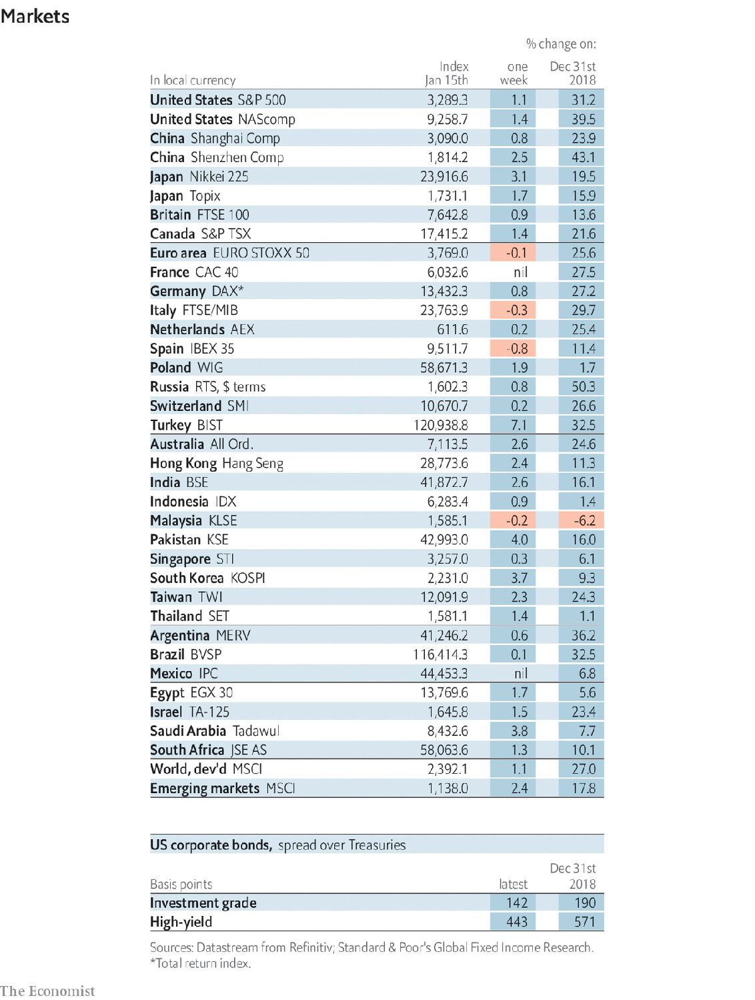 Markets
% change on:
Index one Dec 31st
In local currency Jan 15th week 2018
United States S&P 500 3,289.3 1.1 31.2
United States NAScomp 9,258.7 1.4 39.5
China Shanghai Comp 3,090.0 0.8 23.9
China Shenzhen Comp 1,814.2 2.5 43.1
Japan Nikkei 225 23,916.6 3.1 19.5
Japan Topix 1,731.1 1.7 15.9
Britain FTSE 100 7,642.8 0.9 13.6
Canada S&P TSX 17,415.2 1.4 21.6
Euro area EURO STOXX 50 3,769.0 -0.1 25.6
France CAC 40 6,032.6 nil 27.5
Germany DAX* 13,432.3 0.8 27.2
Italy FTSE/MIB 23,763.9 -0.3 29.7
Netherlands AEX 611.6 0.2 25.4
Spain IBEX 35 9,511.7 -0.8 11.4
Poland WIG 58,671.3 1.9 1.7
Russia RTS, $ terms 1,602.3 0.8 50.3
Switzerland SMI 10,670.7 0.2 26.6
Turkey BIST 120,938.8 7.1 32.5
Australia All Ord. 7,113.5 2.6 24.6
Hong Kong Hang Seng 28,773.6 2.4 11.3
India BSE 41,872.7 2.6 16.1
Indonesia IDX 6,283.4 0.9 1.4
Malaysia KLSE 1,585.1 -0.2 -6.2
Pakistan KSE 42,993.0 4.0 16.0
Singapore STI 3,257.0 0.3 6.1
South Korea KOSPI 2,231.0 3.7 9.3
Taiwan TWI 12,091.9 2.3 24.3
Thailand SET 1,581.1 1.4 1.1
Argentina MERV 41,246.2 0.6 36.2
Brazil BVSP 116,414.3 0.1 32.5
Mexico IPC 44,453.3 nil 6.8
Egypt EGX 30 13,769.6 1.7 5.6
Israel TA-125 1,645.8 1.5 23.4
Saudi Arabia Tadawul 8,432.6 3.8 7.7
South Africa JSE AS 58,063.6 1.3 10.1
World, dev'd MSCI 2,392.1 1.1 27.0
Emerging markets MSCI 1,138.0 2.4 17.8
US corporate bonds, spread over Treasuries
Dec 31st
Basis points latest 2018
Investment grade 142 190
High-yield 443 571
Sources: Datastream from Refinitiv; Standard & Poor's Global Fixed Income Research.
*Total return index.
The Economist